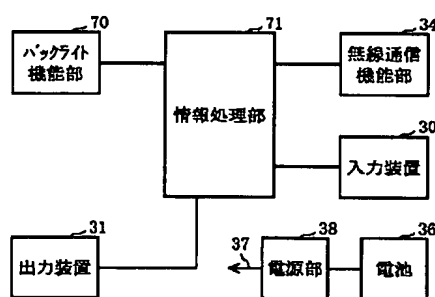 70
71
34
バックライト
機能部
情報処理部
無線通信
機能部
30
入力装置
31
出力装置
37
38
電源部
36
電池